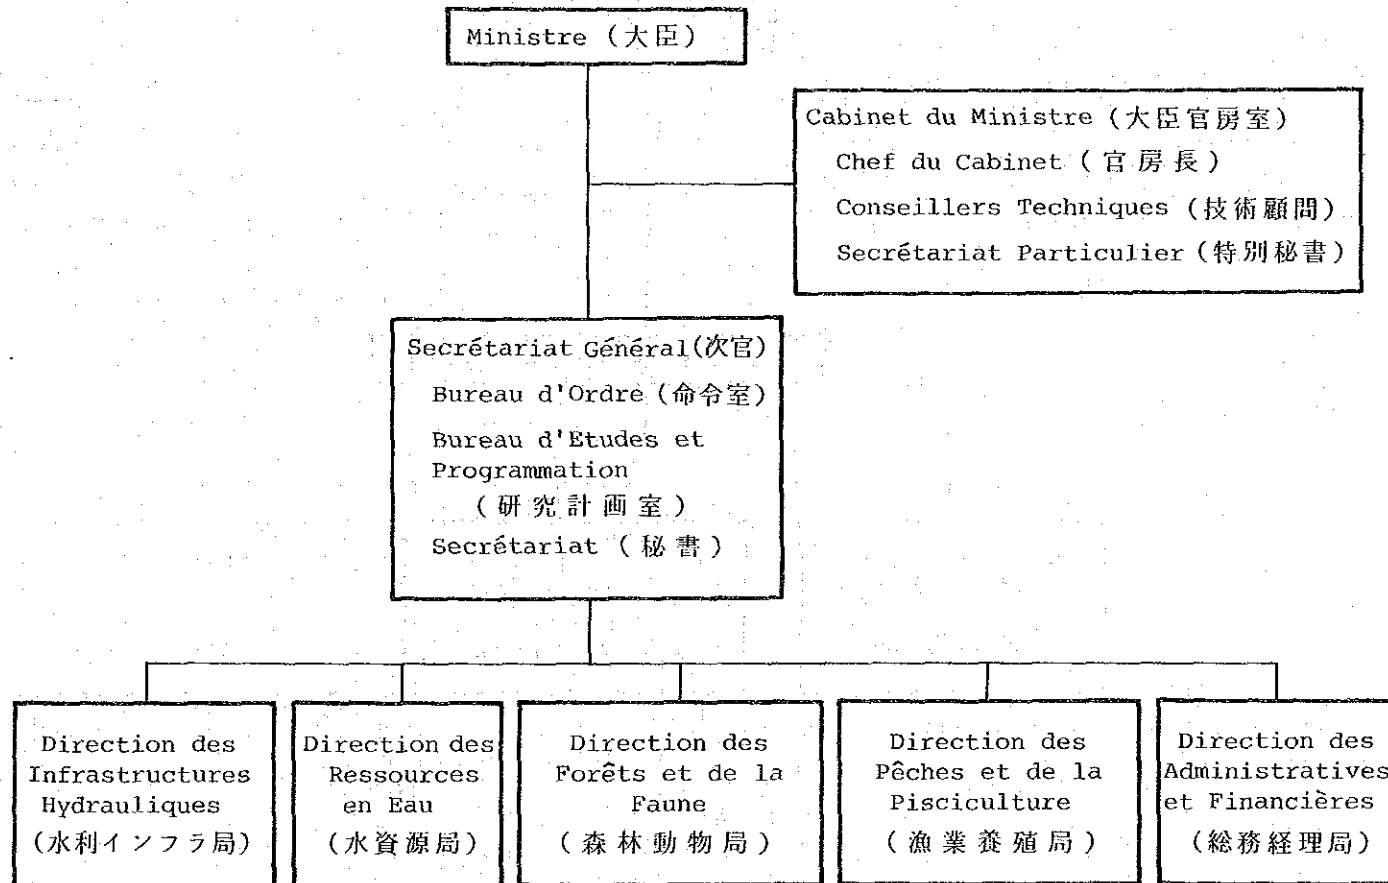 Ministre (大臣)
Cabinet du Ministre (大臣官房室)
Chef du Cabinet (官房長)
Conseillers Techniques (技術顧問)
Secrétariat Particulier (特別秘書)
Secrétariat Général (次官)
Bureau d'Ordre (命令室)
Bureau d'Etudes et
Programmation
(研究計画室)
Secrétariat (秘書)
Direction des
Infrastructures
Hydrauliques
(水利インフラ局)
Direction des
Ressources
en Eau
(水資源局)
Direction des
Forêts et de la
Faune
(森林動物局)
Direction des
Pêches et de la
Pisciculture
(漁業養殖局)
Direction des
Administratives
et Financières
(総務経理局)